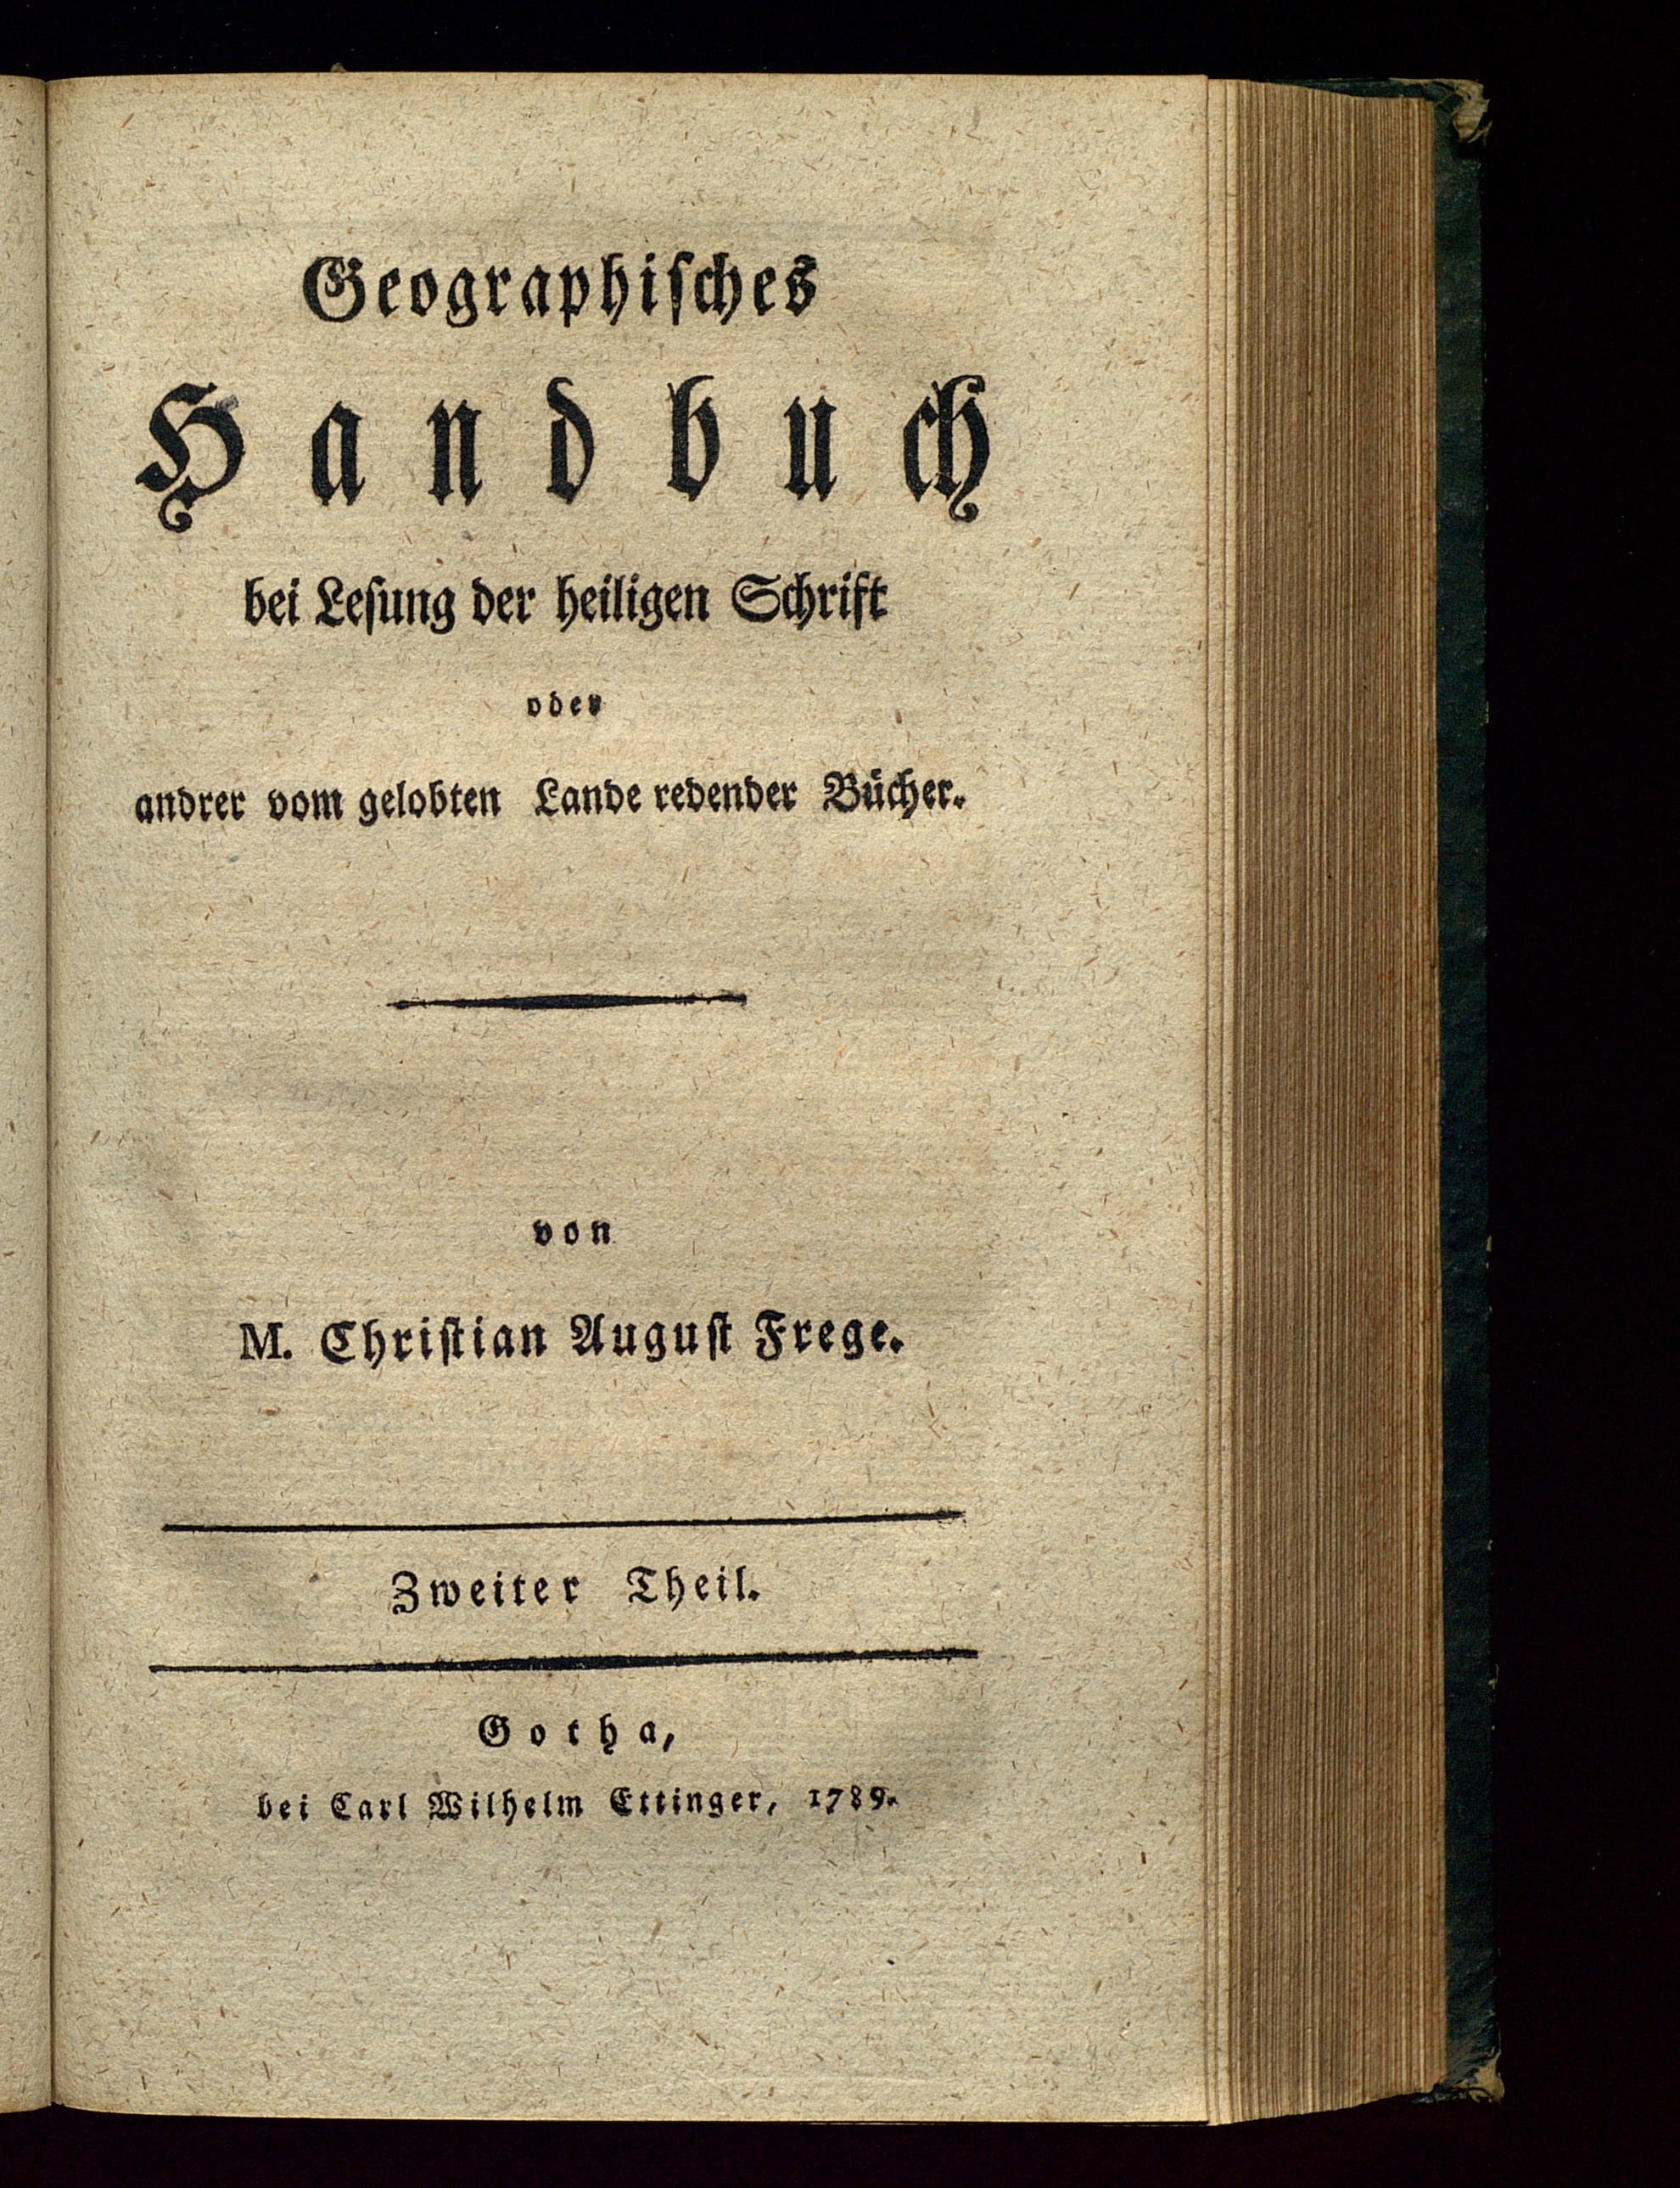 Geographiſches
Handbuch
bei Leſung der heiligen Schrift
oder
andrer vom gelobten Lande redender Bücher.
von
M. Chriſtian Auguſt Frege.
Zweiter Theil.
Gotha,
bei Carl Wilhelm Ettinger, 1789.